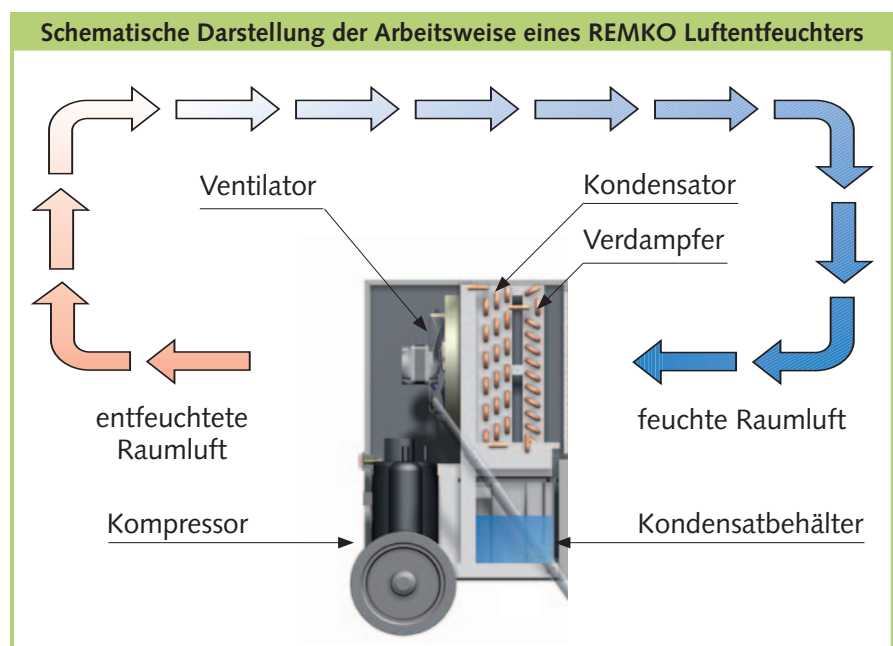 Schematische Darstellung der Arbeitsweise eines REMKO Luftentfeuchters
Ventilator
Kondensator
Verdampfer
entfeuchtete
Raumluft
feuchte Raumluft
Kompressor
Kondensatbehälter